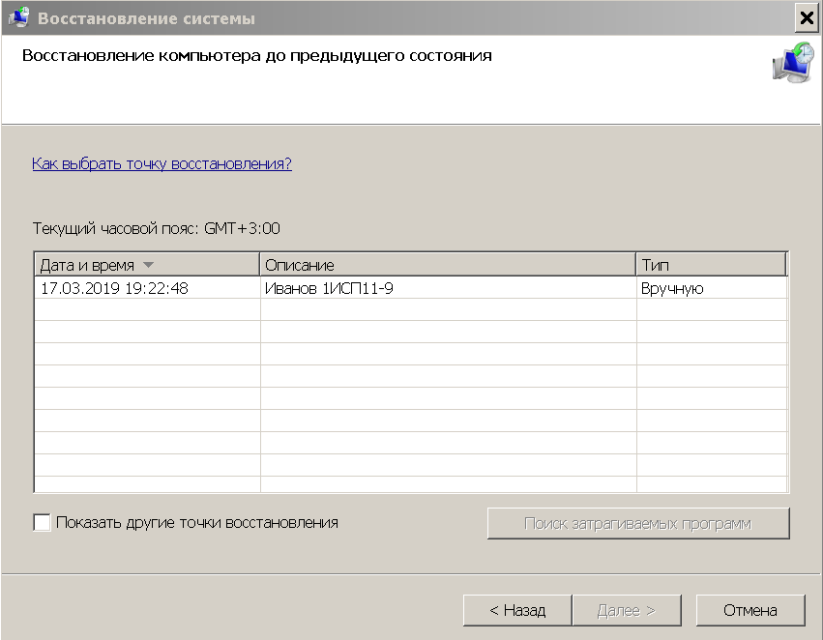 Восстановление системы
Восстановление компьютера до предыдущего состояния
Как выбрать точку восстановления?
Текущий часовой пояс: GMT+3:00
Дата и время Описание Тип
17.03.2019 19:22:48 Иванов 1ИСП11-9 Вручную
Показать другие точки восстановления Поиск затрагиваемых программ
< Назад Далее > Отмена